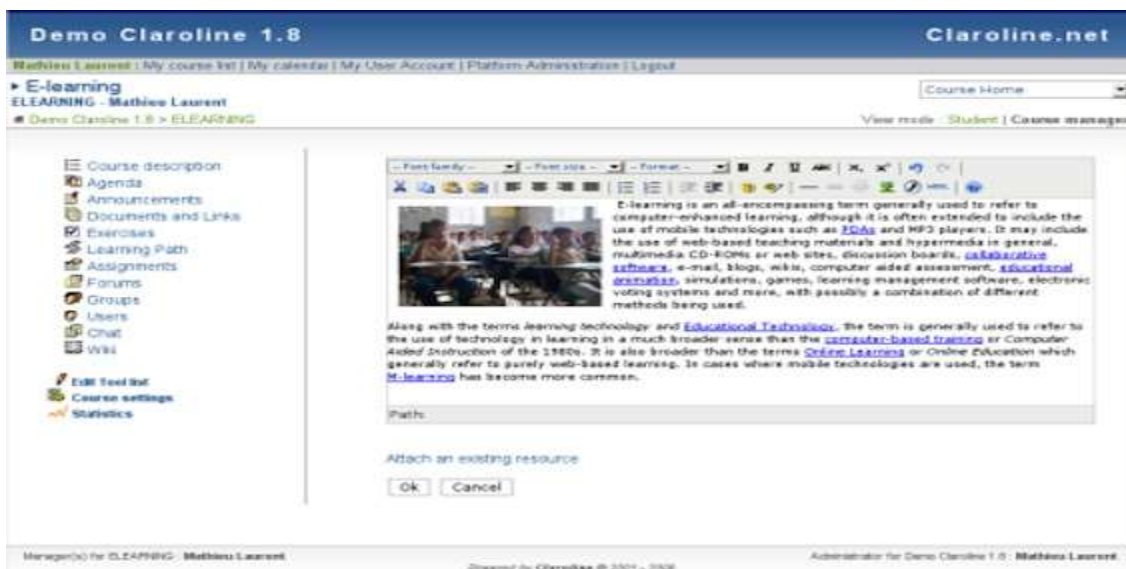 Demo Claroline 1.8
Claroline.net
Mathieu Laurent : My course list | My calendar | My User Account | Platform Administration | Logout
E-learning
Course Home
ELEARNING - Mathieu Laurent
Demo Claroline 1.8 > ELEARNING
View mode : Student | Course manager
Course description
Agenda
Announcements
Documents and Links
Exercises
Learning Path
Assignments
Forums
Groups
Users
Chat
Wiki
Edit Tool list
Course settings
Statistics
-- Font family --
-- Font size --
-- Format --
B I U ABC
E-learning is an all-encompassing term generally used to refer to
computer-enhanced learning, although it is often extended to include the
use of mobile technologies such as PDAs and MP3 players. It may include
the use of web-based teaching materials and hypermedia in general,
multimedia CD-ROMs or web sites, discussion boards, collaborative
software, e-mail, blogs, wikis, computer aided assessment, educational
animation, simulations, games, learning management software, electronic
voting systems and more, with possibly a combination of different
methods being used.
Along with the terms learning technology and Educational Technology, the term is generally used to refer to
the use of technology in learning in a much broader sense than the computer-based training or Computer
Aided Instruction of the 1980s. It is also broader than the terms Online Learning or Online Education which
generally refer to purely web-based learning. In cases where mobile technologies are used, the term
M-learning has become more common.
Path:
Attach an existing resource
Ok
Cancel
Manager(s) for ELEARNING : Mathieu Laurent
Administrator for Demo Claroline 1.8 : Mathieu Laurent
Powered by Claroline © 2001 - 2006